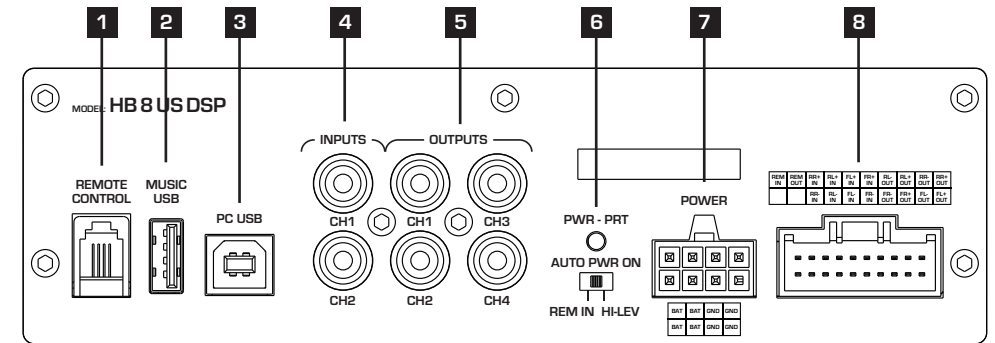 1 2 3 4 5 6 7 8
MODEL: HB 8 US DSP
INPUTS OUTPUTS
REMOTE CONTROL
MUSIC USB
PC USB
CH1 CH1 CH3
CH2 CH2 CH4
PWR - PRT
AUTO PWR ON
REM IN HI-LEV
POWER
BAT BAT GND GND
BAT BAT GND GND
REM IN REM OUT RR+ IN RL+ IN FL+ IN FR+ IN RL- OUT RL+ OUT RR- OUT RR+ OUT
RR- IN RL- IN FL- IN FR- IN FR- OUT FR+ OUT FL- OUT FL+ OUT